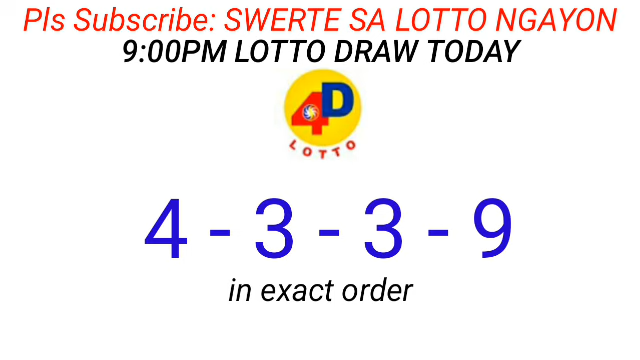 Pls Subscribe: SWERTE SA LOTTO NGAYON
9:00PM LOTTO DRAW TODAY
4D
LOTTO
4 - 3 - 3 - 9
in exact order